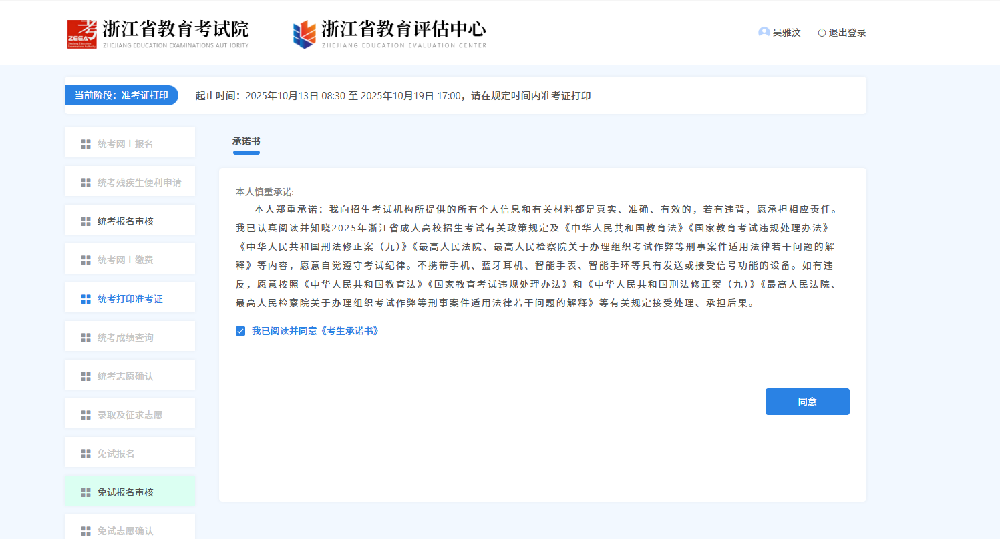 浙江省教育考试院
ZHEJIANG EDUCATION EXAMINATIONS AUTHORITY
考
ZEEA
Zhejiang Education
Examinations Authority
浙江省教育评估中心
ZHEJIANG EDUCATION EVALUATION CENTER
吴雅汶
退出登录
当前阶段：准考证打印
起止时间：2025年10月13日 08:30 至 2025年10月19日 17:00，请在规定时间内准考证打印
统考网上报名
统考残疾生便利申请
统考报名审核
统考网上缴费
统考打印准考证
统考成绩查询
统考志愿确认
录取及征求志愿
免试报名
免试报名审核
免试志愿确认
承诺书
本人慎重承诺:
本人郑重承诺：我向招生考试机构所提供的所有个人信息和有关材料都是真实、准确、有效的，若有违背，愿承担相应责任。
我已认真阅读并知晓2025年浙江省成人高校招生考试有关政策规定及《中华人民共和国教育法》《国家教育考试违规处理办法》
《中华人民共和国刑法修正案（九）》《最高人民法院、最高人民检察院关于办理组织考试作弊等刑事案件适用法律若干问题的解
释》等内容，愿意自觉遵守考试纪律。不携带手机、蓝牙耳机、智能手表、智能手环等具有发送或接受信号功能的设备。如有违
反，愿意按照《中华人民共和国教育法》《国家教育考试违规处理办法》和《中华人民共和国刑法修正案（九）》《最高人民法院、
最高人民检察院关于办理组织考试作弊等刑事案件适用法律若干问题的解释》等有关规定接受处理、承担后果。
我已阅读并同意《考生承诺书》
同意